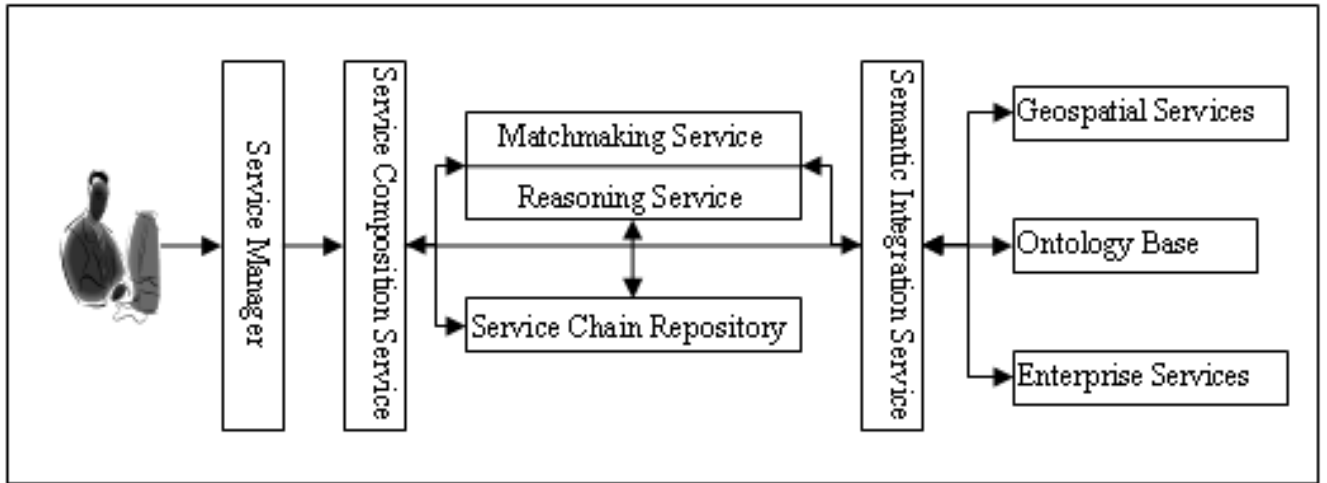 Service Manager
Service Composition Service
Matchmaking Service
Reasoning Service
Service Chain Repository
Semantic Integration Service
Geospatial Services
Ontology Base
Enterprise Services